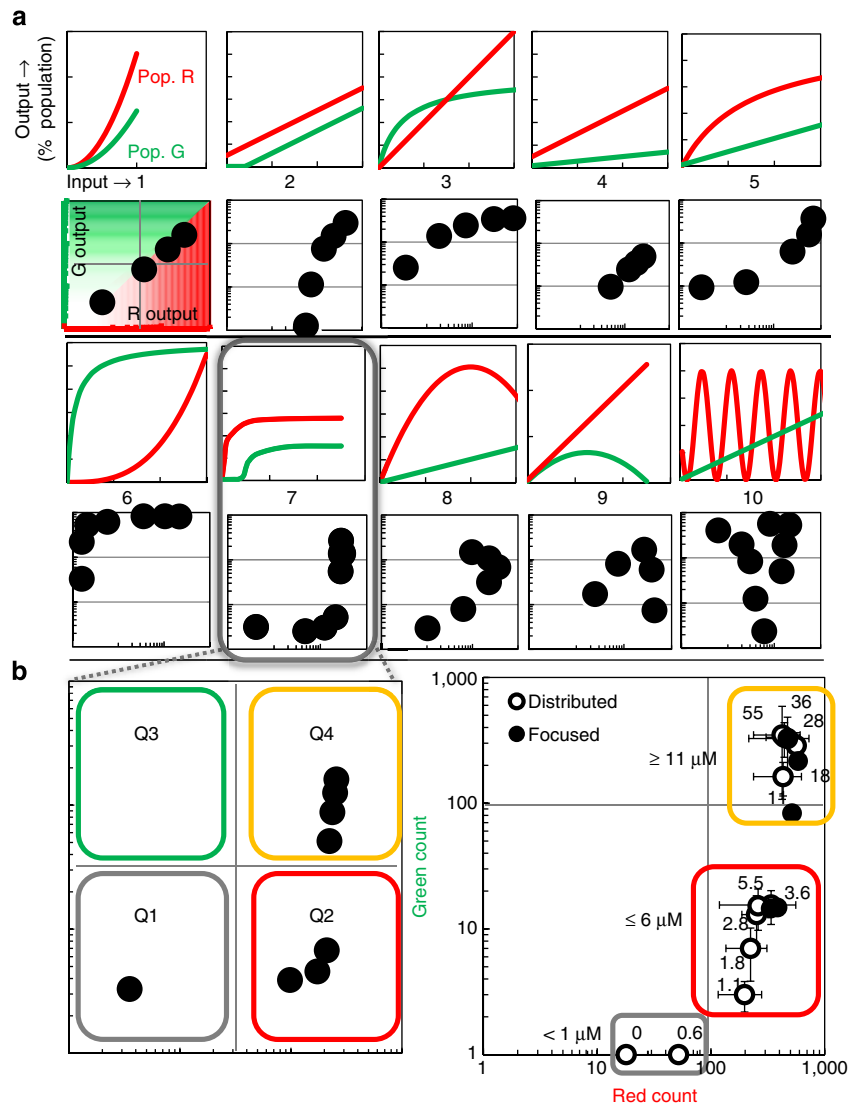 a
Output →
(% population)
Pop. R
Pop. G
Input → 1
2
3
4
5
G output
R output
6
7
8
9
10
b
Q3
Q4
Q1
Q2
Green count
1,000
100
10
1
Distributed
Focused
36
55
28
≥ 11 μM
18
5.5
3.6
≤ 6 μM
2.8
1.8
1.1
< 1 μM
0
0.6
1
10
100
1,000
Red count